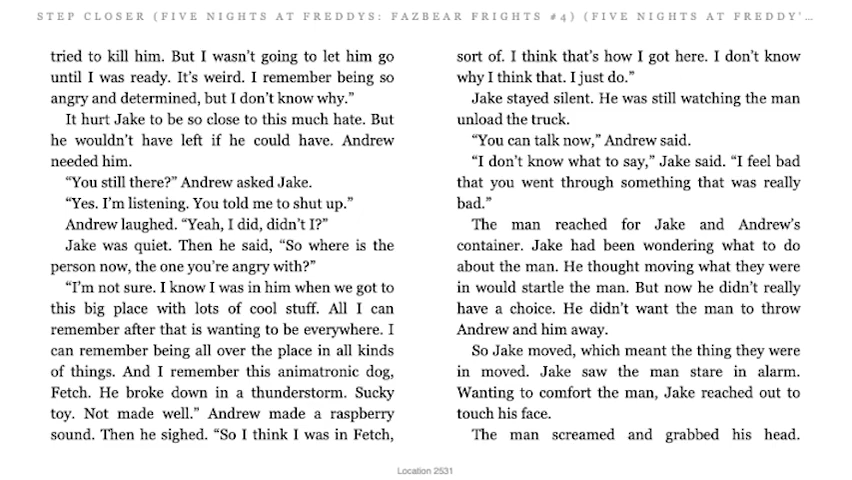 STEP CLOSER (FIVE NIGHTS AT FREDDYS: FAZBEAR FRIGHTS #4) (FIVE NIGHTS AT FREDDY'...
tried to kill him. But I wasn’t going to let him go
until I was ready. It’s weird. I remember being so
angry and determined, but I don’t know why.”
It hurt Jake to be so close to this much hate. But
he wouldn’t have left if he could have. Andrew
needed him.
“You still there?” Andrew asked Jake.
“Yes. I’m listening. You told me to shut up.”
Andrew laughed. “Yeah, I did, didn’t I?”
Jake was quiet. Then he said, “So where is the
person now, the one you’re angry with?”
“I’m not sure. I know I was in him when we got to
this big place with lots of cool stuff. All I can
remember after that is wanting to be everywhere. I
can remember being all over the place in all kinds
of things. And I remember this animatronic dog,
Fetch. He broke down in a thunderstorm. Sucky
toy. Not made well.” Andrew made a raspberry
sound. Then he sighed. “So I think I was in Fetch,
sort of. I think that’s how I got here. I don’t know
why I think that. I just do.”
Jake stayed silent. He was still watching the man
unload the truck.
“You can talk now,” Andrew said.
“I don’t know what to say,” Jake said. “I feel bad
that you went through something that was really
bad.”
The man reached for Jake and Andrew’s
container. Jake had been wondering what to do
about the man. He thought moving what they were
in would startle the man. But now he didn’t really
have a choice. He didn’t want the man to throw
Andrew and him away.
So Jake moved, which meant the thing they were
in moved. Jake saw the man stare in alarm.
Wanting to comfort the man, Jake reached out to
touch his face.
The man screamed and grabbed his head.
Location 2531